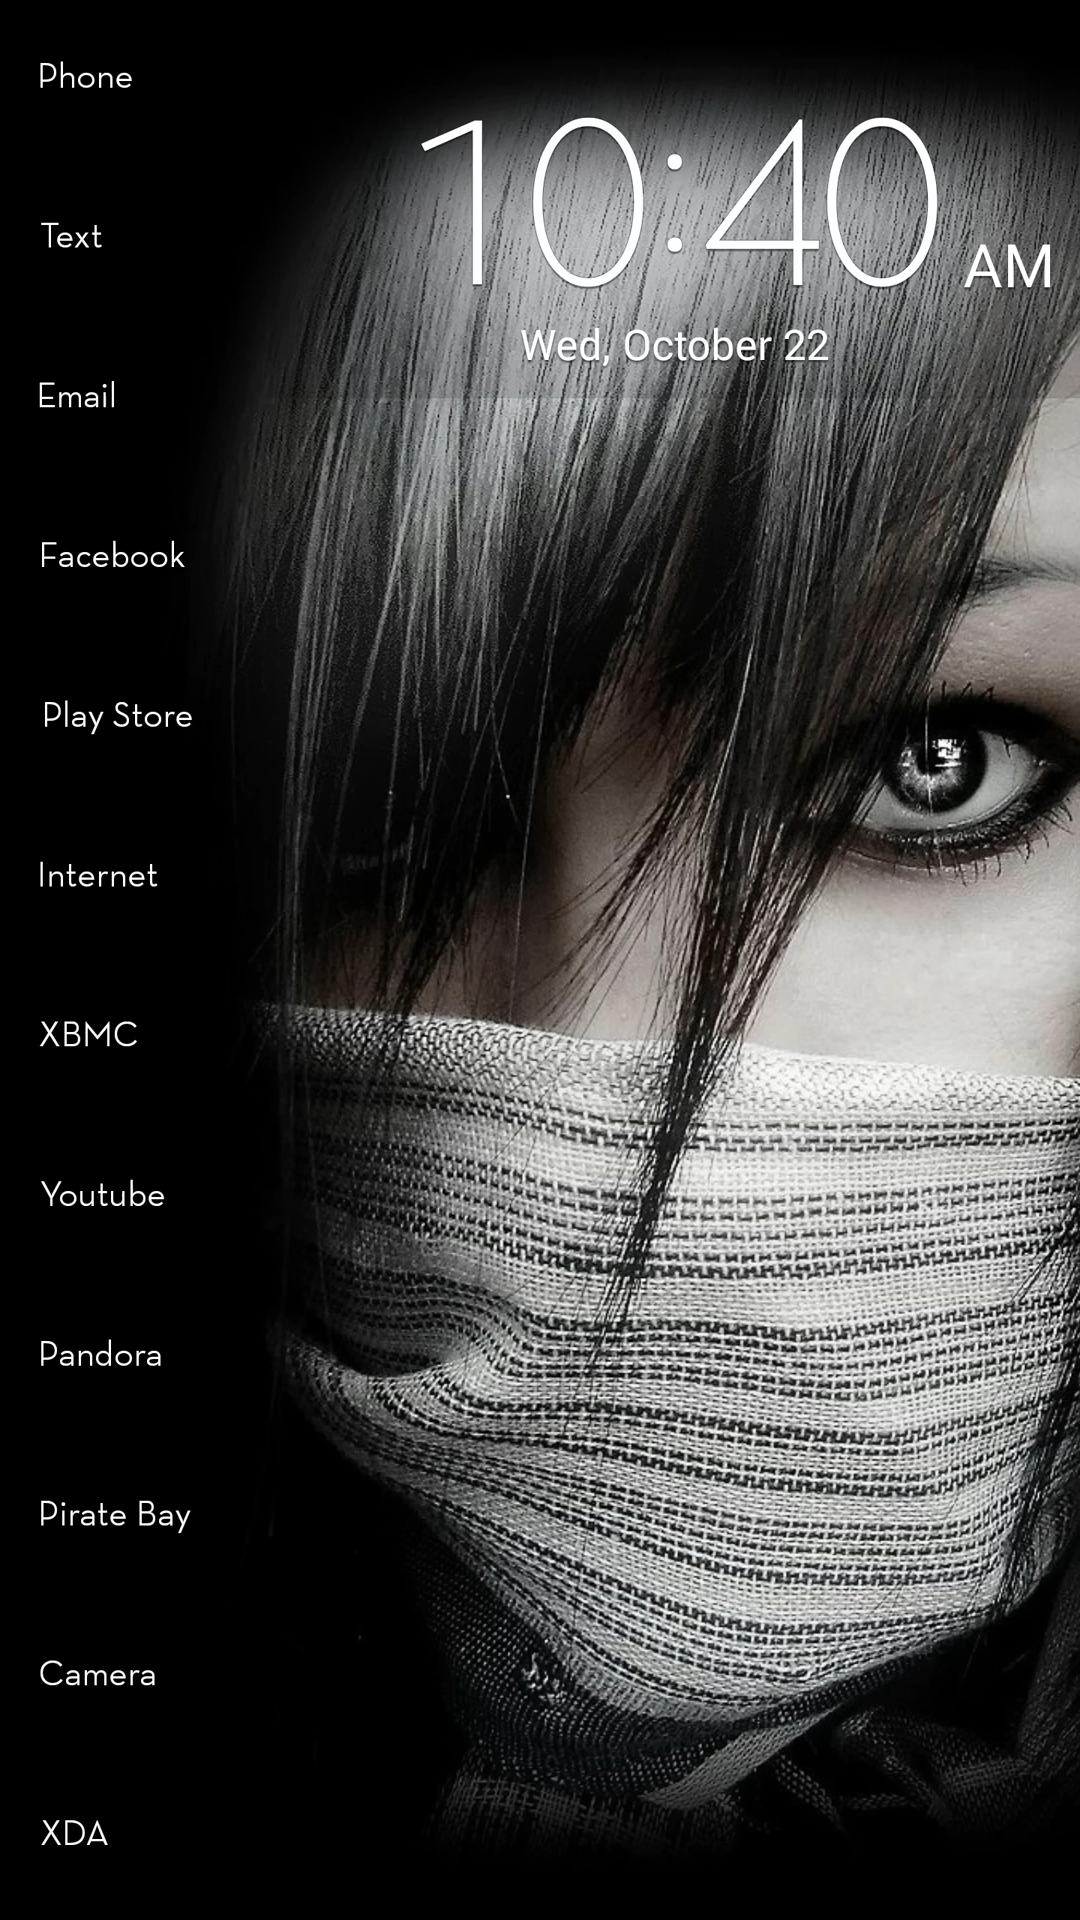 Phone
10:40 AM
Text
Wed, October 22
Email
Facebook
Play Store
Internet
XBMC
Youtube
Pandora
Pirate Bay
Camera
XDA